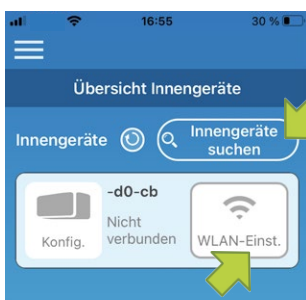 16:55 30 %
Übersicht Innengeräte
Innengeräte Innengeräte suchen
-d0-cb
Nicht
verbunden
Konfig. WLAN-Einst.